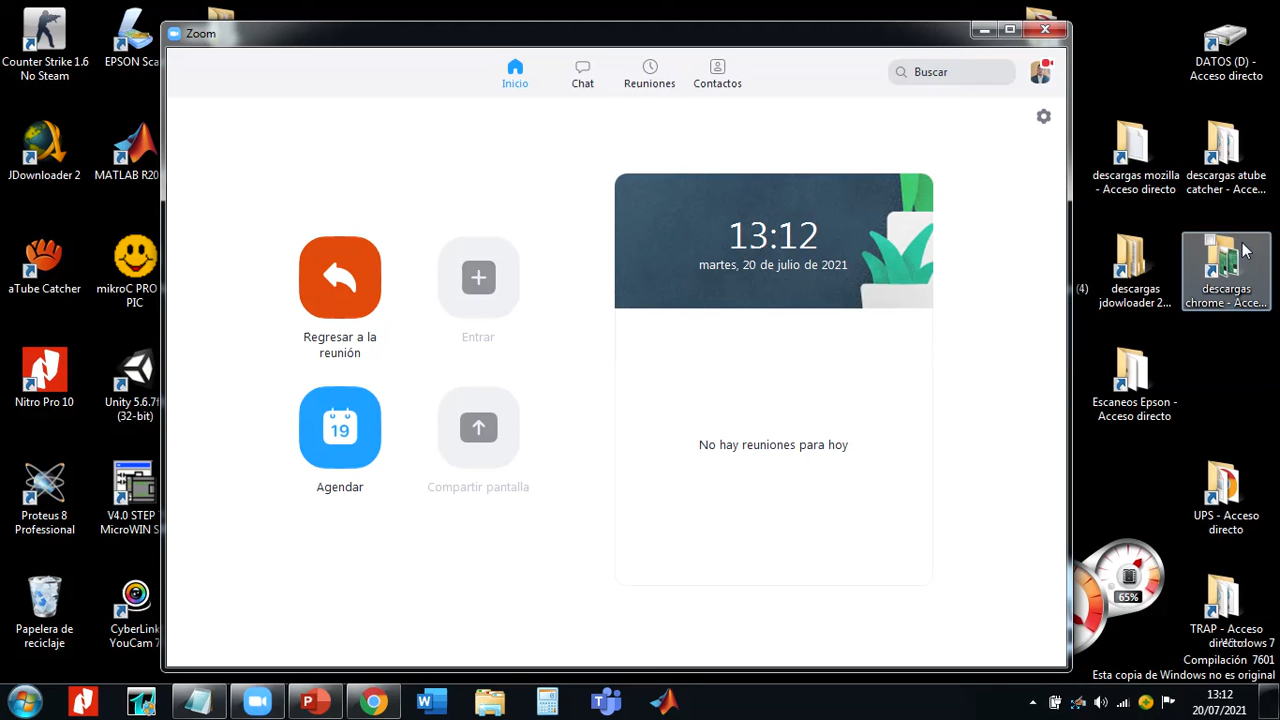 Counter Strike 1.6
No Steam
EPSON Sca
JDownloader 2
MATLAB R20
aTube Catcher
mikroC PRO
PIC
Nitro Pro 10
Unity 5.6.7f
(32-bit)
Proteus 8
Professional
V4.0 STEP
MicroWIN S
Papelera de
reciclaje
CyberLink
YouCam 7
Zoom
Inicio
Chat
Reuniones
Contactos
Buscar
Regresar a la
reunión
Entrar
19
Agendar
Compartir pantalla
13:12
martes, 20 de julio de 2021
No hay reuniones para hoy
DATOS (D) -
Acceso directo
descargas mozilla
- Acceso directo
descargas atube
catcher - Acce...
(4)
descargas
jdowloader 2...
descargas
chrome - Acce...
Escaneos Epson -
Acceso directo
UPS - Acceso
directo
65%
TRAP - Acceso
directo
Compilación 7601
Esta copia de Windows no es original
13:12
20/07/2021